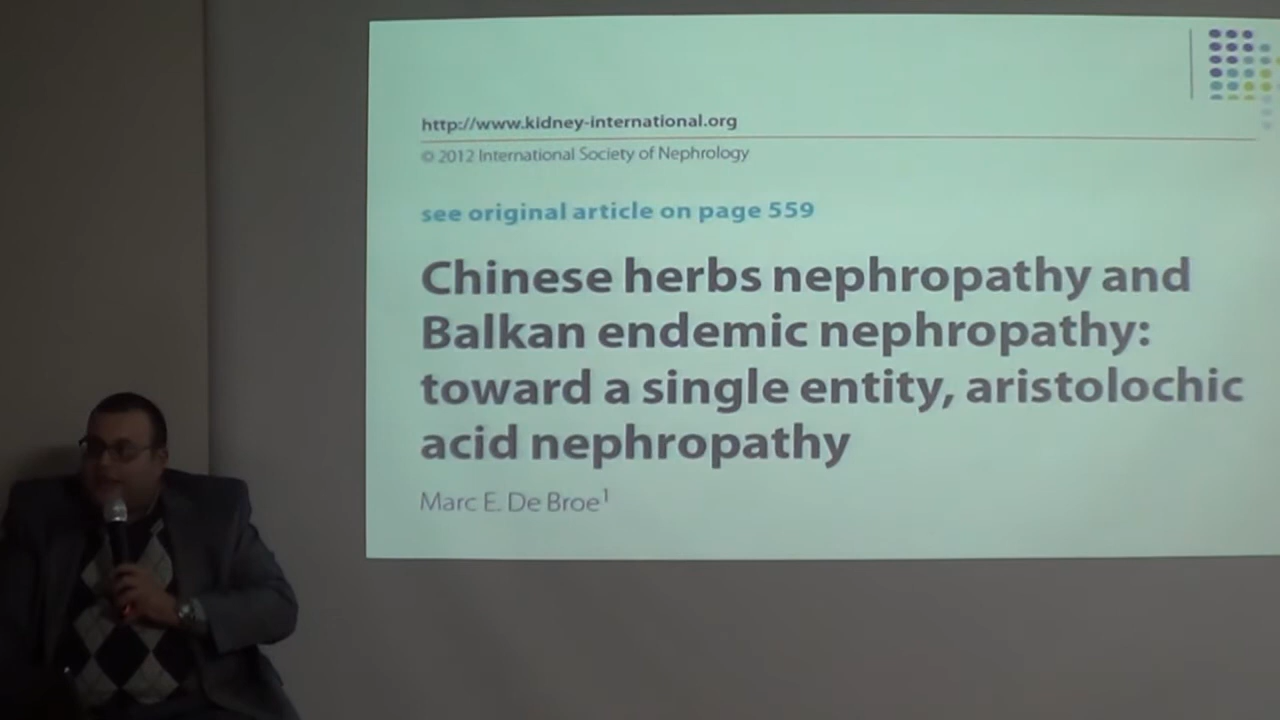 http://www.kidney-international.org
© 2012 International Society of Nephrology
see original article on page 559
Chinese herbs nephropathy and
Balkan endemic nephropathy:
toward a single entity, aristolochic
acid nephropathy
Marc E. De Broe¹